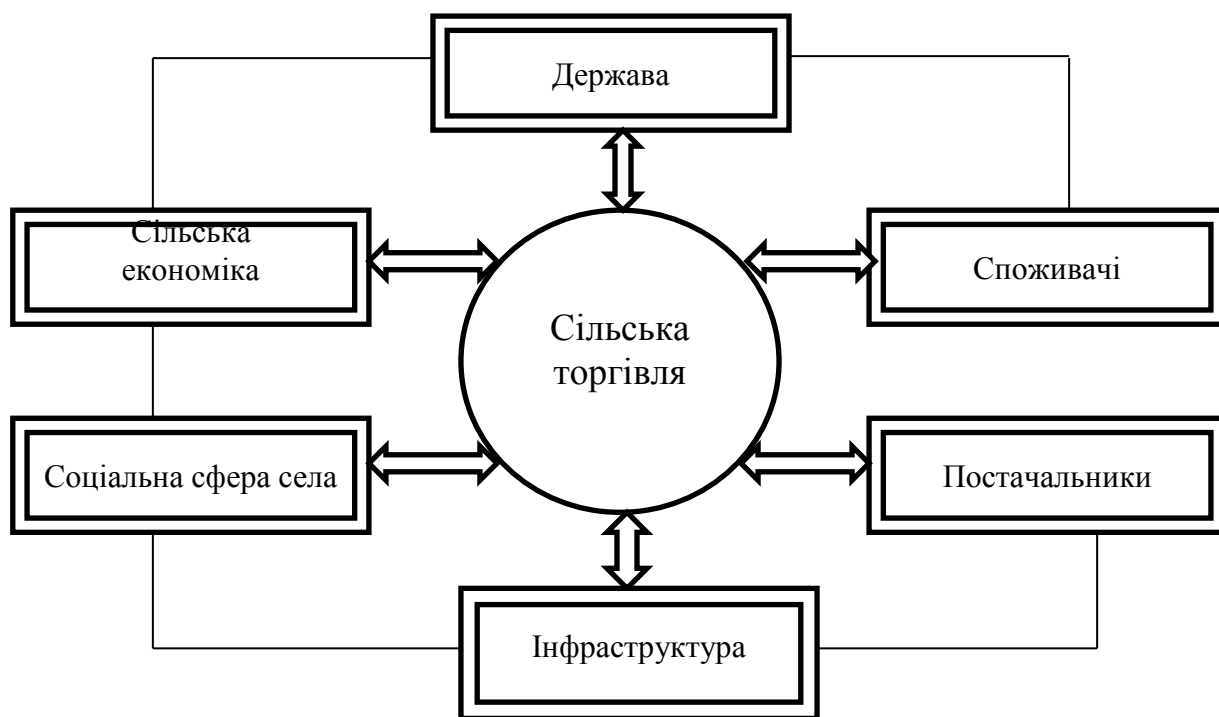 Держава
Сільська
економіка
Споживачі
Сільська
торгівля
Соціальна сфера села
Постачальники
Інфраструктура